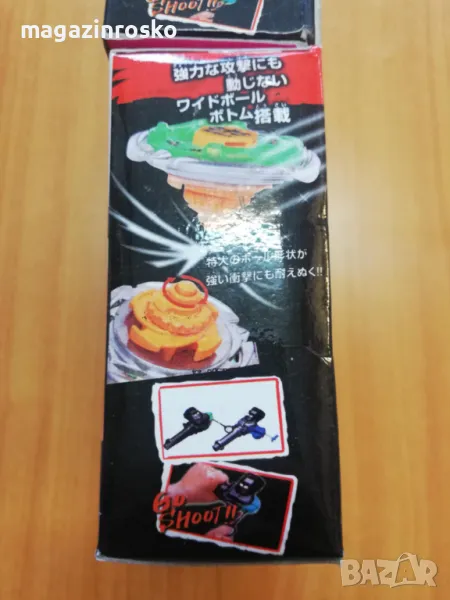 SHOOT!!
magazinrosko
強力な攻撃にも
動じない
ワイドボール
ボトム搭載
特大のボール形状が
強い衝撃にも耐えぬく!!
GO
SHOOT!!
BAZAR